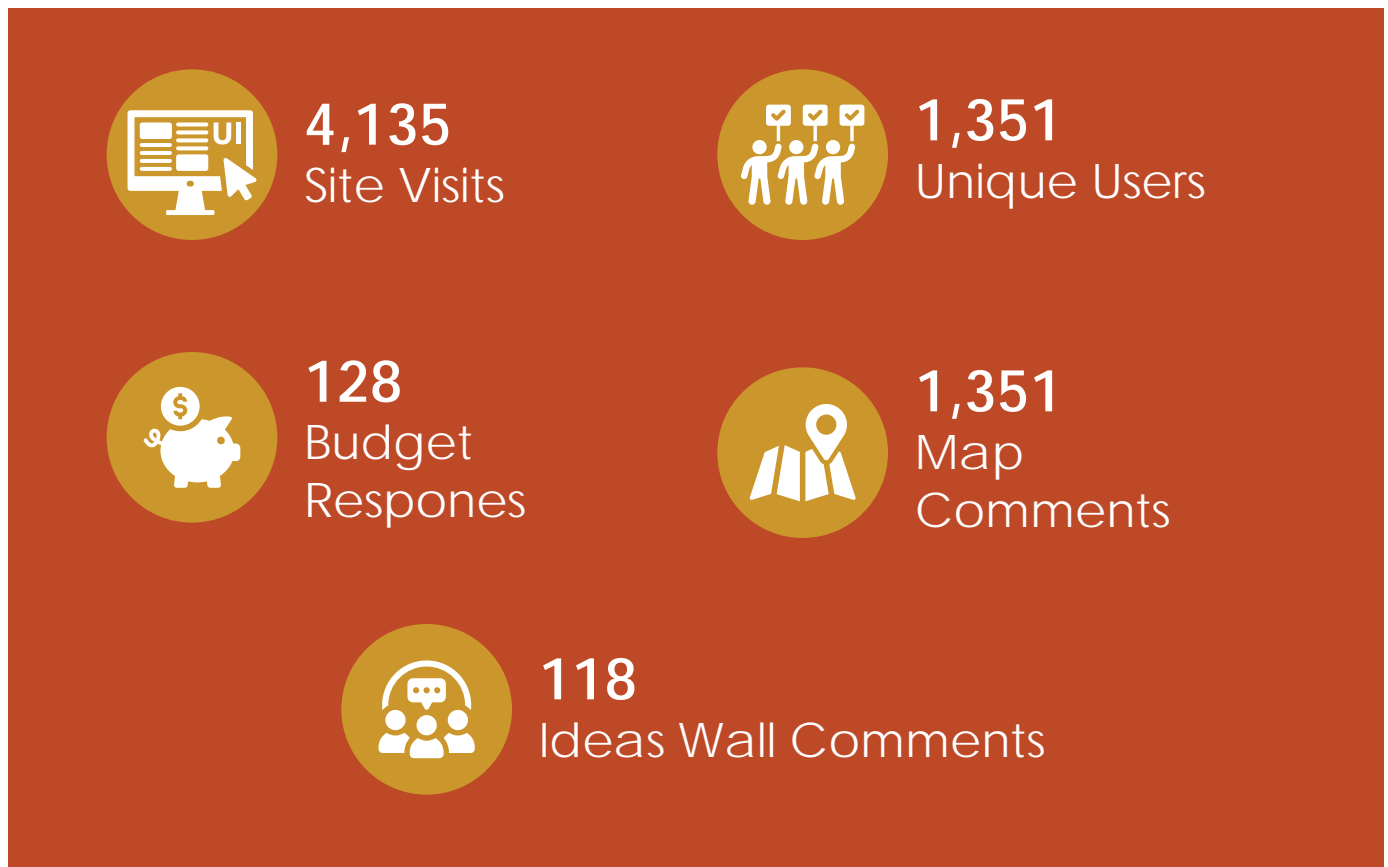 UI
4,135
Site Visits
1,351
Unique Users
128
Budget
Respones
1,351
Map
Comments
118
Ideas Wall Comments